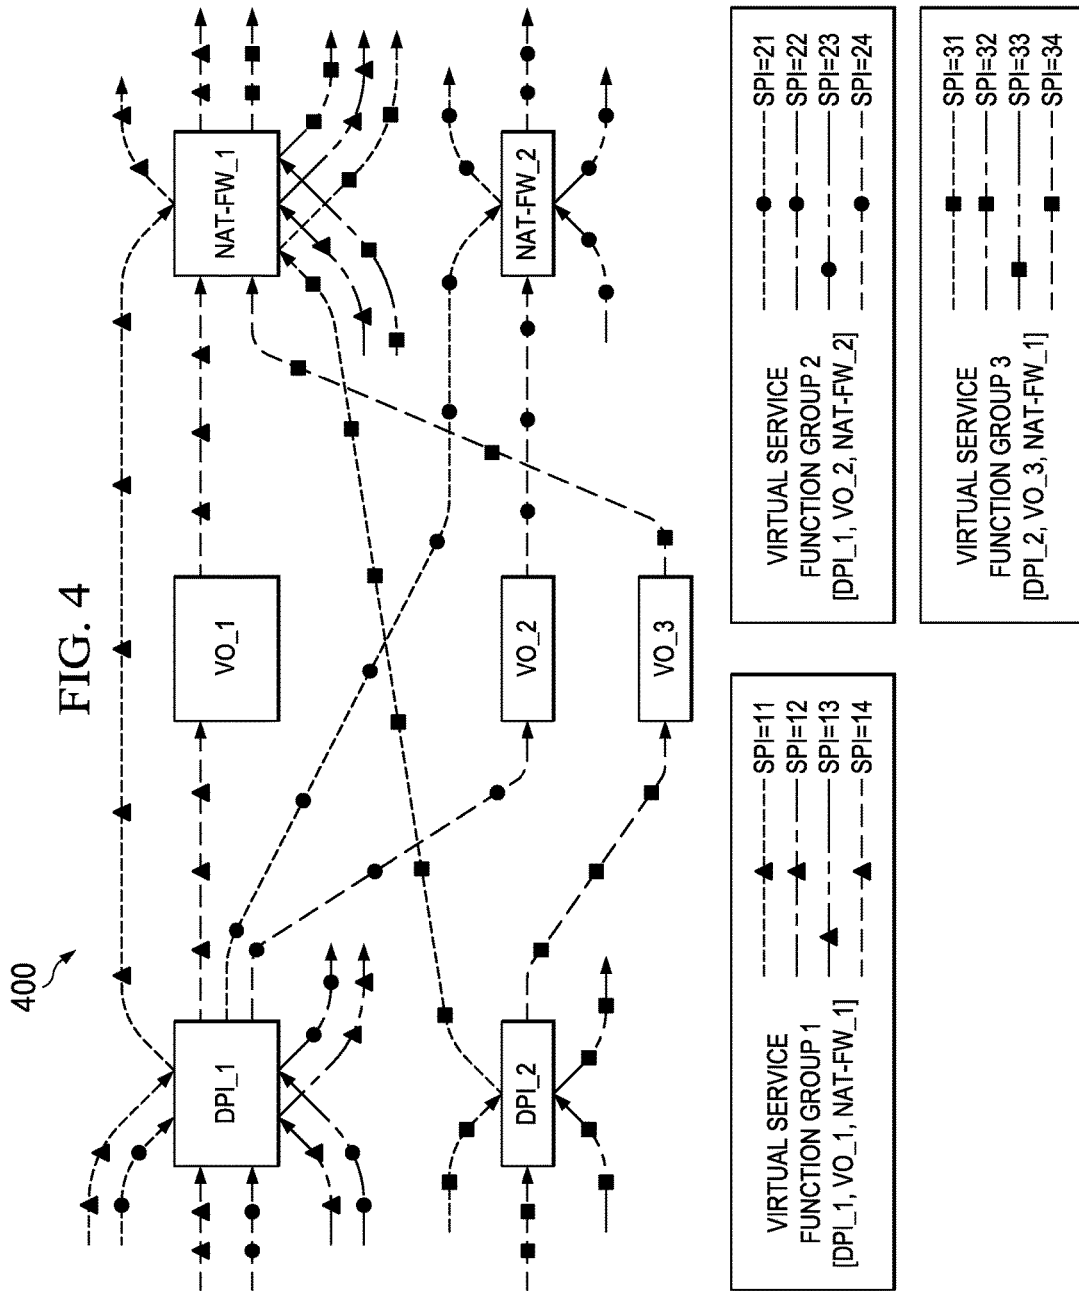 400
FIG. 4
DPI_1
VO_1
NAT-FW_1
DPI_2
VO_2
NAT-FW_2
VO_3
VIRTUAL SERVICE
FUNCTION GROUP 1
[DPI_1, VO_1, NAT-FW_1]
SPI=11
SPI=12
SPI=13
SPI=14
VIRTUAL SERVICE
FUNCTION GROUP 2
[DPI_1, VO_2, NAT-FW_2]
SPI=21
SPI=22
SPI=23
SPI=24
VIRTUAL SERVICE
FUNCTION GROUP 3
[DPI_2, VO_3, NAT-FW_1]
SPI=31
SPI=32
SPI=33
SPI=34